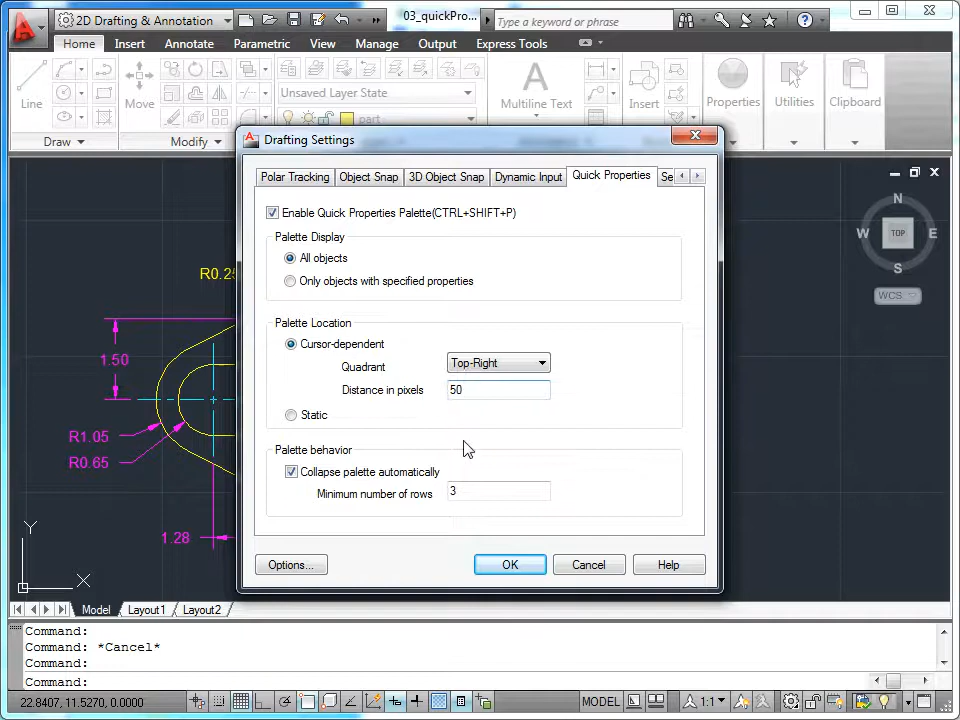 2D Drafting & Annotation
03_quickPro...
Type a keyword or phrase
Home Insert Annotate Parametric View Manage Output Express Tools
Unsaved Layer State
Line Move Multiline Text Insert Properties Utilities Clipboard
part
Draw Modify
Drafting Settings
Polar Tracking Object Snap 3D Object Snap Dynamic Input Quick Properties Se
Enable Quick Properties Palette(CTRL+SHIFT+P)
Palette Display
All objects
Only objects with specified properties
Palette Location
Cursor-dependent
Quadrant Top-Right
Distance in pixels 50
Static
Palette behavior
Collapse palette automatically
Minimum number of rows 3
Options... OK Cancel Help
R0.25
1.50
R1.05
R0.65
1.28
Y
X
N
W TOP E
S
WCS
Model Layout1 Layout2
Command:
Command: *Cancel*
Command:
Command:
22.8407, 11.5270, 0.0000 MODEL 1:1